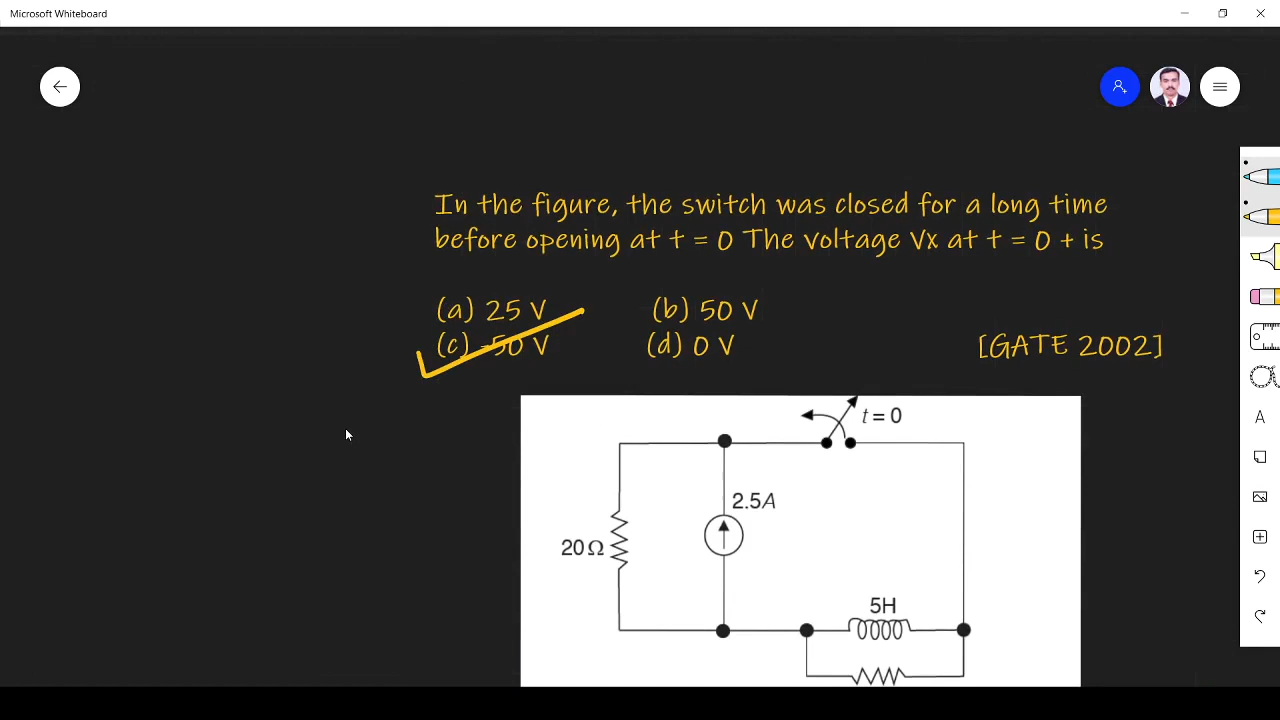 Microsoft Whiteboard
In the figure, the switch was closed for a long time
before opening at t = 0 The voltage Vx at t = 0 + is
(a) 25 V (b) 50 V
(c) -50 V (d) 0 V [GATE 2002]
t = 0
2.5A
20Ω
5H
A